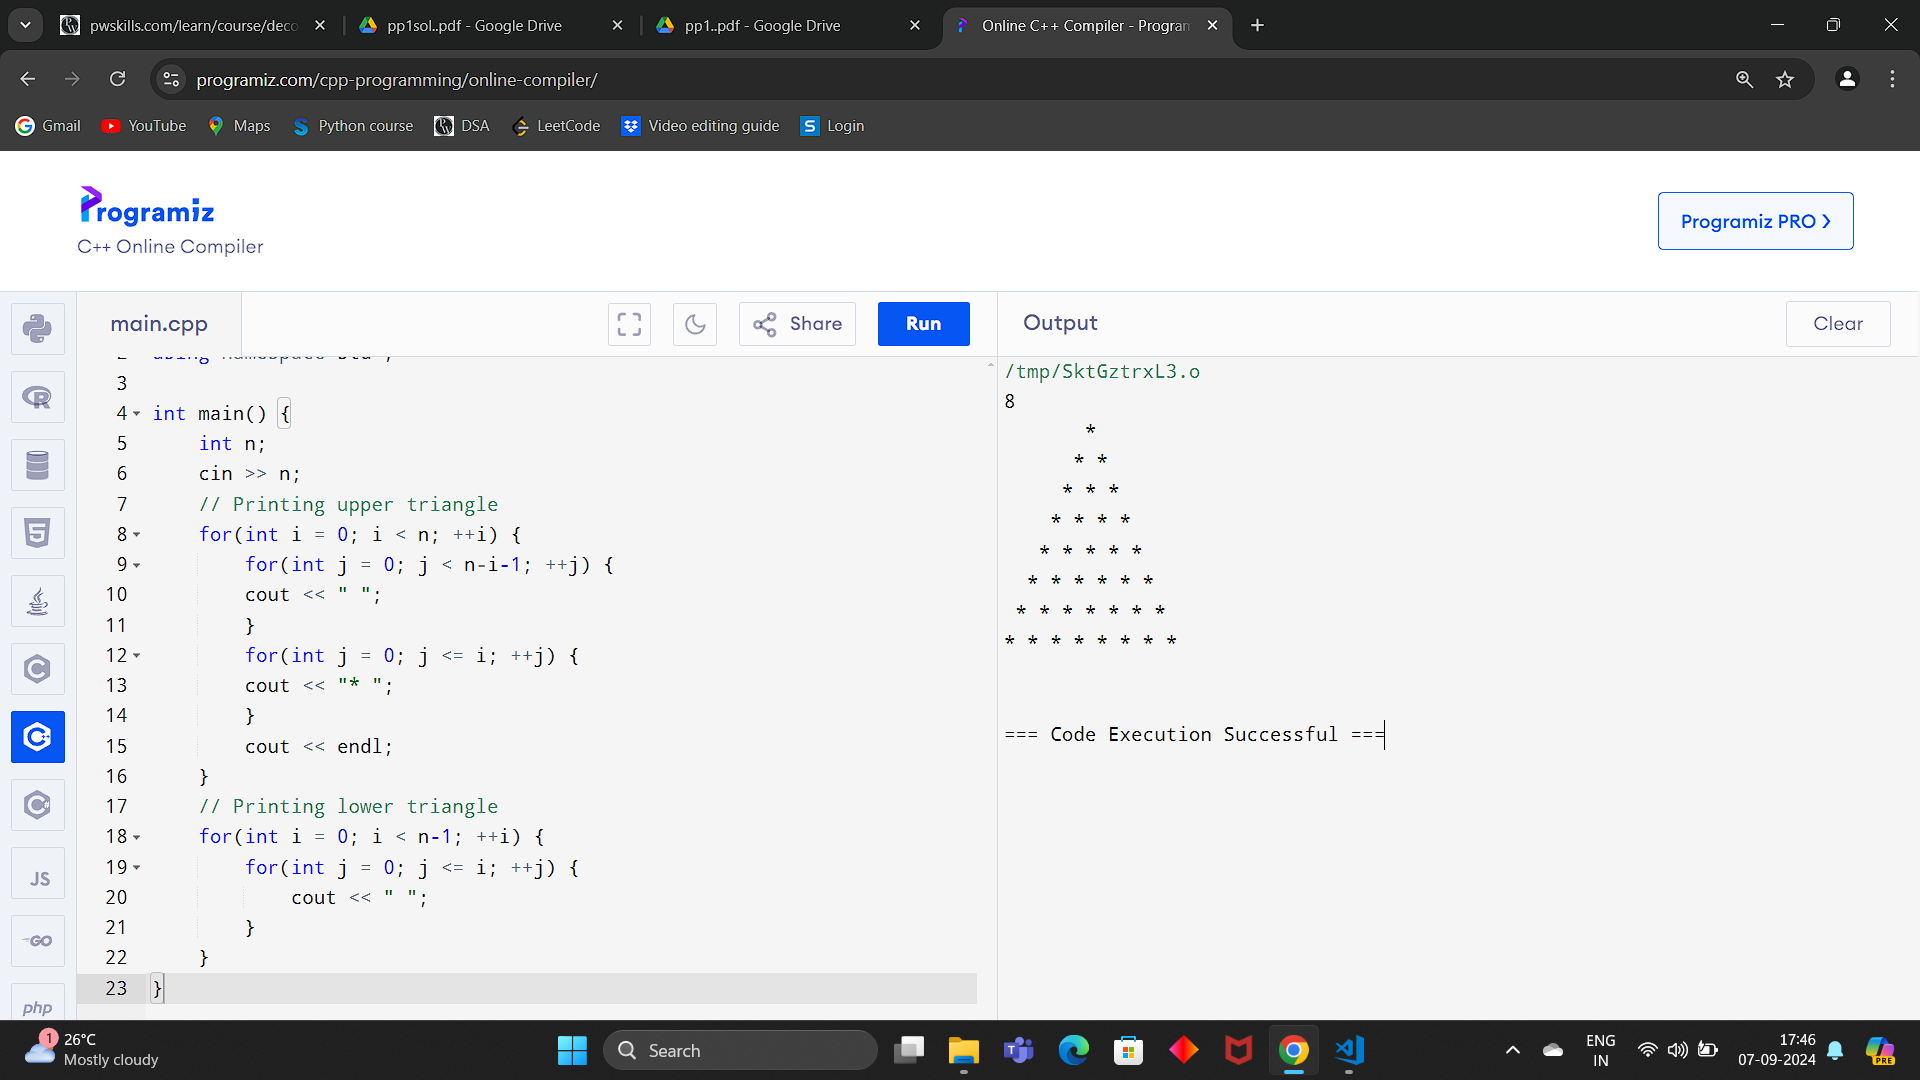 pwskills.com/learn/course/deco
pp1sol..pdf - Google Drive
pp1..pdf - Google Drive
Online C++ Compiler - Program
programiz.com/cpp-programming/online-compiler/
Gmail
YouTube
Maps
Python course
DSA
LeetCode
Video editing guide
Login
Programiz
C++ Online Compiler
Programiz PRO >
main.cpp
Share
Run
Output
Clear
2 using namespace std ;
3
4 int main() {
5     int n;
6     cin >> n;
7     // Printing upper triangle
8     for(int i = 0; i < n; ++i) {
9         for(int j = 0; j < n-i-1; ++j) {
10         cout << " ";
11         }
12         for(int j = 0; j <= i; ++j) {
13         cout << "* ";
14         }
15         cout << endl;
16     }
17     // Printing lower triangle
18     for(int i = 0; i < n-1; ++i) {
19         for(int j = 0; j <= i; ++j) {
20             cout << " ";
21         }
22     }
23 }
/tmp/SktGztrxL3.o
8
       *
      * *
     * * *
    * * * *
   * * * * *
  * * * * * *
 * * * * * * *
* * * * * * * *
=== Code Execution Successful ===
JS
GO
php
1
26°C
Mostly cloudy
Search
ENG
IN
17:46
07-09-2024
PRE